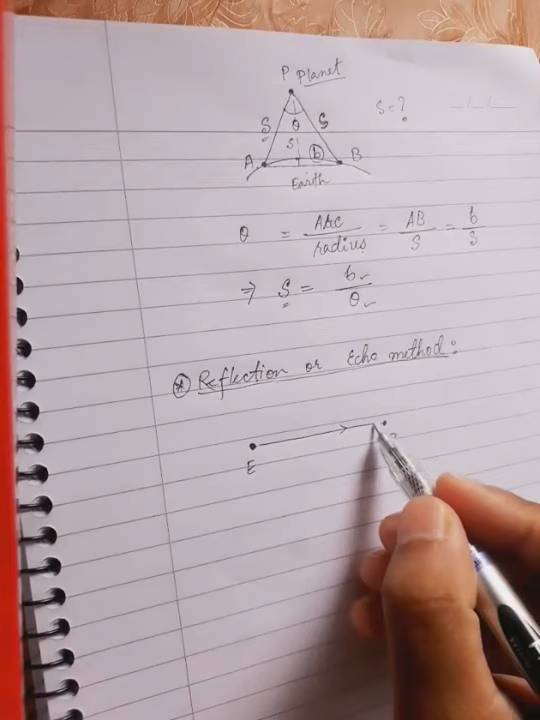 P Planet
S = ?
S θ S
S
A b B
Earth
θ = Arc / radius = AB / S = b / S
⇒ S = b / θ
* Reflection or Echo method :
E